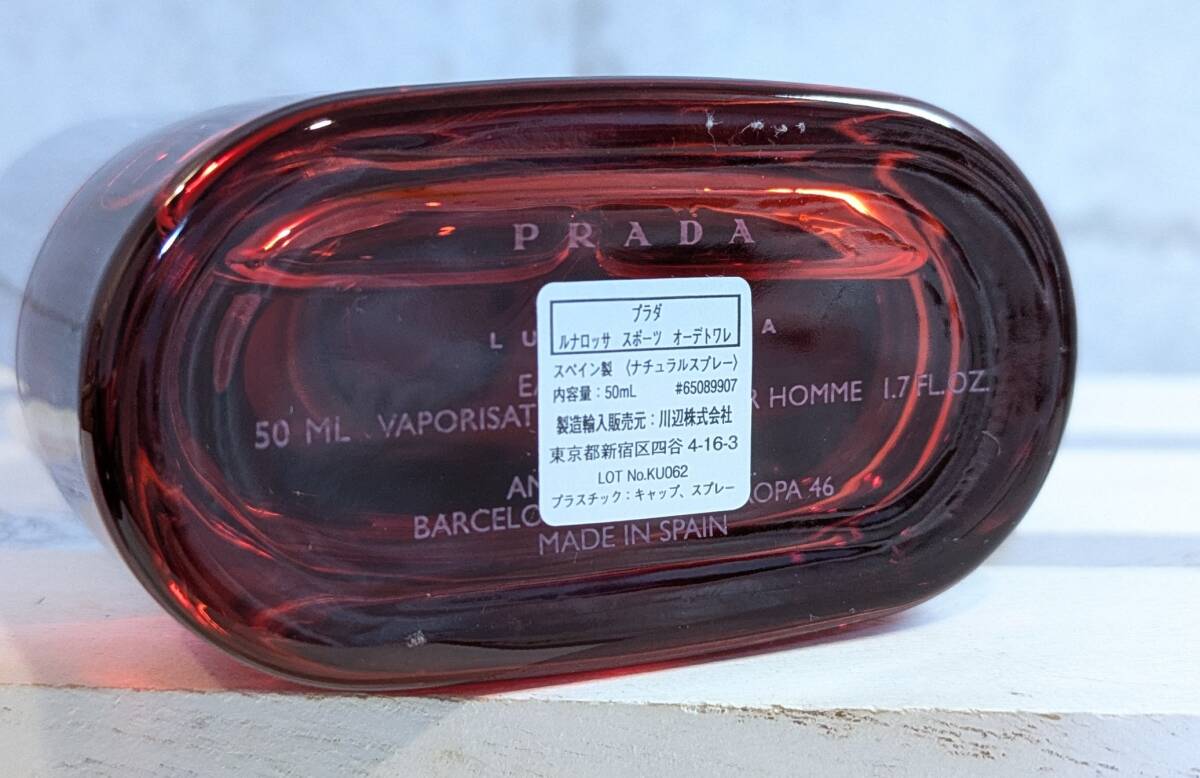 PRADA
プラダ
ルナロッサ スポーツ オーデトワレ
スペイン製 〈ナチュラルスプレー〉
内容量：50mL #65089907
製造輸入販売元：川辺株式会社
東京都新宿区四谷 4-16-3
LOT No.KU062
プラスチック：キャップ、スプレー
L U A
EA
50 ML VAPORISAT R HOMME 1.7 FL.OZ.
AN ROPA 46
BARCELO
MADE IN SPAIN